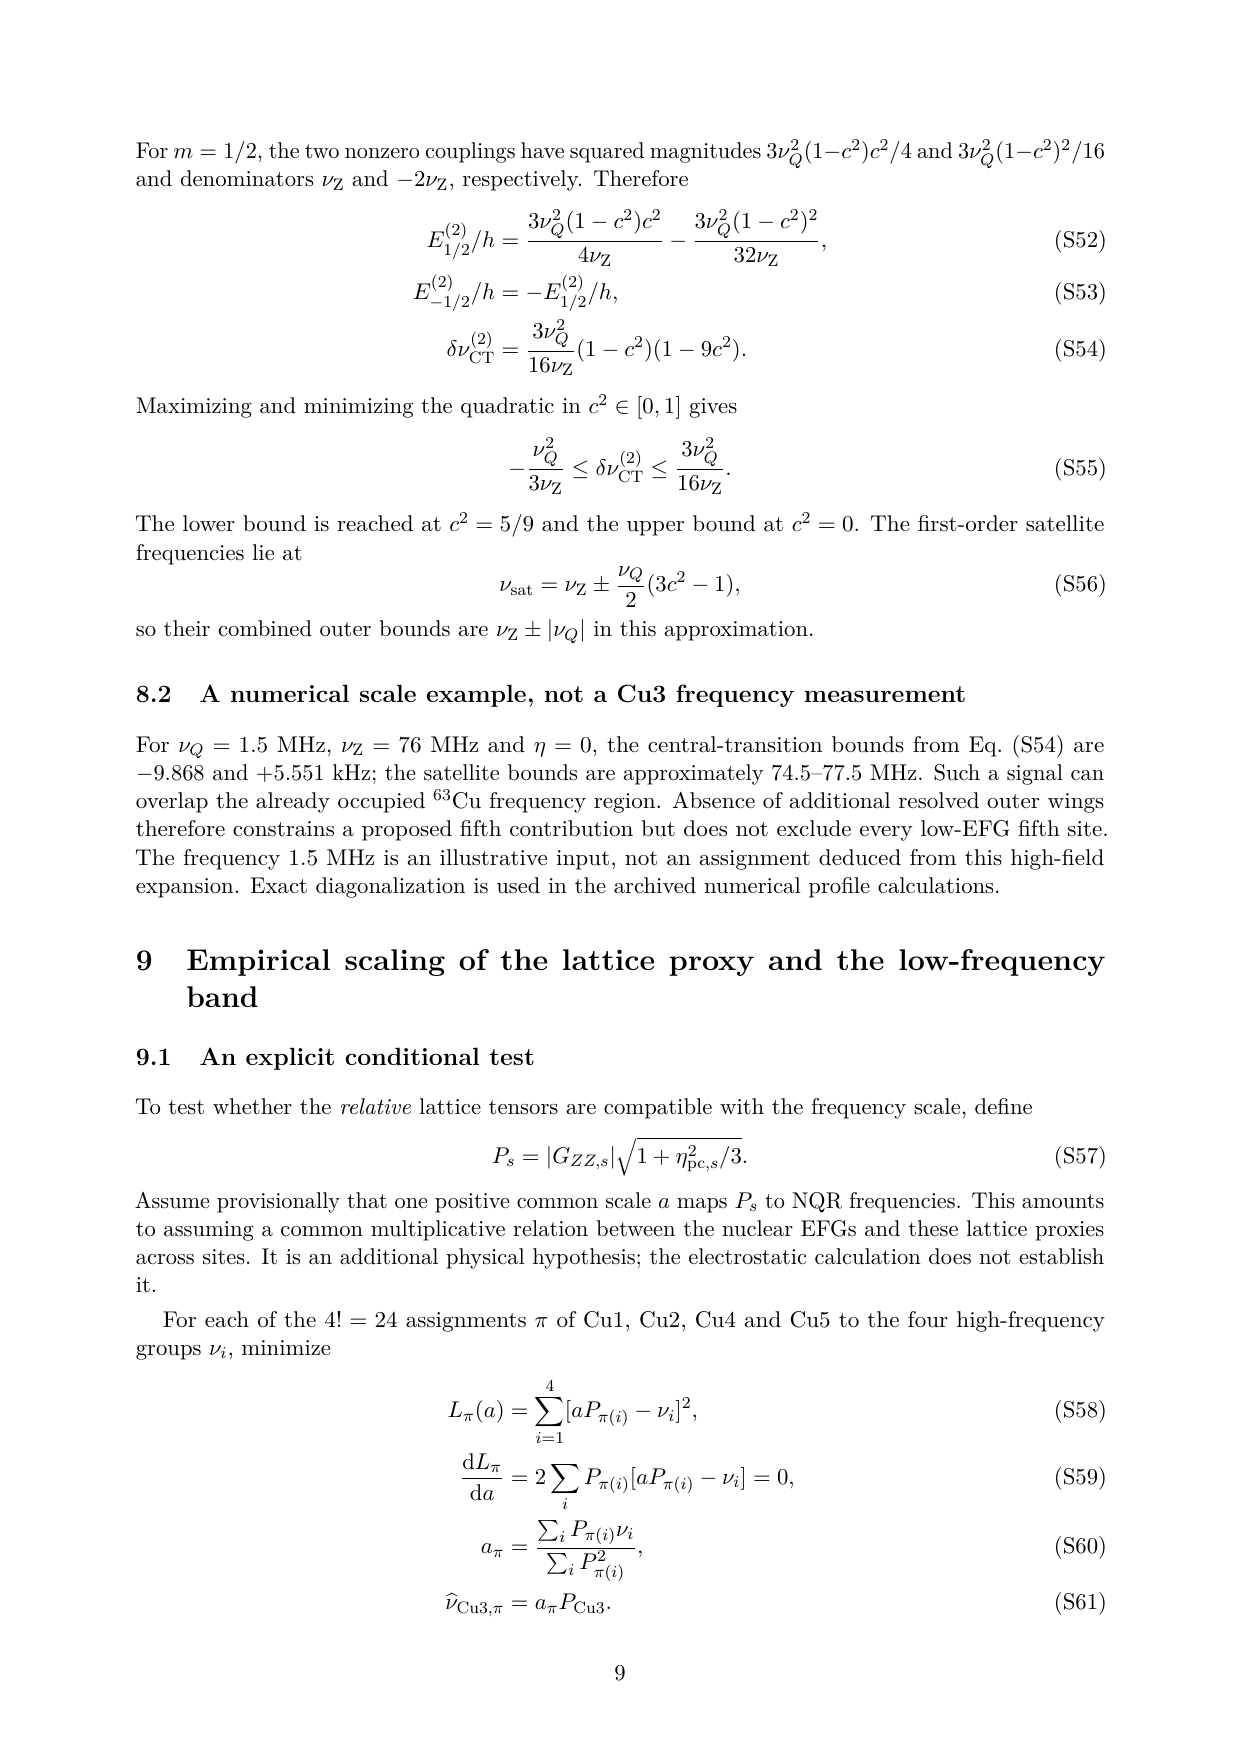 For m = 1/2, the two nonzero couplings have squared magnitudes 3ν_Q^2(1−c^2)c^2/4 and 3ν_Q^2(1−c^2)^2/16
and denominators ν_Z and −2ν_Z, respectively. Therefore
E_{1/2}^{(2)}/h = 3ν_Q^2(1 − c^2)c^2 / 4ν_Z − 3ν_Q^2(1 − c^2)^2 / 32ν_Z, (S52)
E_{−1/2}^{(2)}/h = −E_{1/2}^{(2)}/h, (S53)
δν_CT^{(2)} = 3ν_Q^2 / 16ν_Z (1 − c^2)(1 − 9c^2). (S54)
Maximizing and minimizing the quadratic in c^2 ∈ [0, 1] gives
−ν_Q^2 / 3ν_Z ≤ δν_CT^{(2)} ≤ 3ν_Q^2 / 16ν_Z. (S55)
The lower bound is reached at c^2 = 5/9 and the upper bound at c^2 = 0. The first-order satellite
frequencies lie at
ν_sat = ν_Z ± ν_Q / 2 (3c^2 − 1), (S56)
so their combined outer bounds are ν_Z ± |ν_Q| in this approximation.
8.2 A numerical scale example, not a Cu3 frequency measurement
For ν_Q = 1.5 MHz, ν_Z = 76 MHz and η = 0, the central-transition bounds from Eq. (S54) are
−9.868 and +5.551 kHz; the satellite bounds are approximately 74.5–77.5 MHz. Such a signal can
overlap the already occupied ^63Cu frequency region. Absence of additional resolved outer wings
therefore constrains a proposed fifth contribution but does not exclude every low-EFG fifth site.
The frequency 1.5 MHz is an illustrative input, not an assignment deduced from this high-field
expansion. Exact diagonalization is used in the archived numerical profile calculations.
9 Empirical scaling of the lattice proxy and the low-frequency
band
9.1 An explicit conditional test
To test whether the relative lattice tensors are compatible with the frequency scale, define
P_s = |G_{ZZ,s}|√(1 + η_{pc,s}^2/3). (S57)
Assume provisionally that one positive common scale a maps P_s to NQR frequencies. This amounts
to assuming a common multiplicative relation between the nuclear EFGs and these lattice proxies
across sites. It is an additional physical hypothesis; the electrostatic calculation does not establish
it.
For each of the 4! = 24 assignments π of Cu1, Cu2, Cu4 and Cu5 to the four high-frequency
groups ν_i, minimize
L_π(a) = ∑_{i=1}^{4} [aP_{π(i)} − ν_i]^2, (S58)
dL_π / da = 2 ∑_i P_{π(i)}[aP_{π(i)} − ν_i] = 0, (S59)
a_π = ∑_i P_{π(i)}ν_i / ∑_i P_{π(i)}^2, (S60)
ν̂_{Cu3,π} = a_π P_{Cu3}. (S61)
9